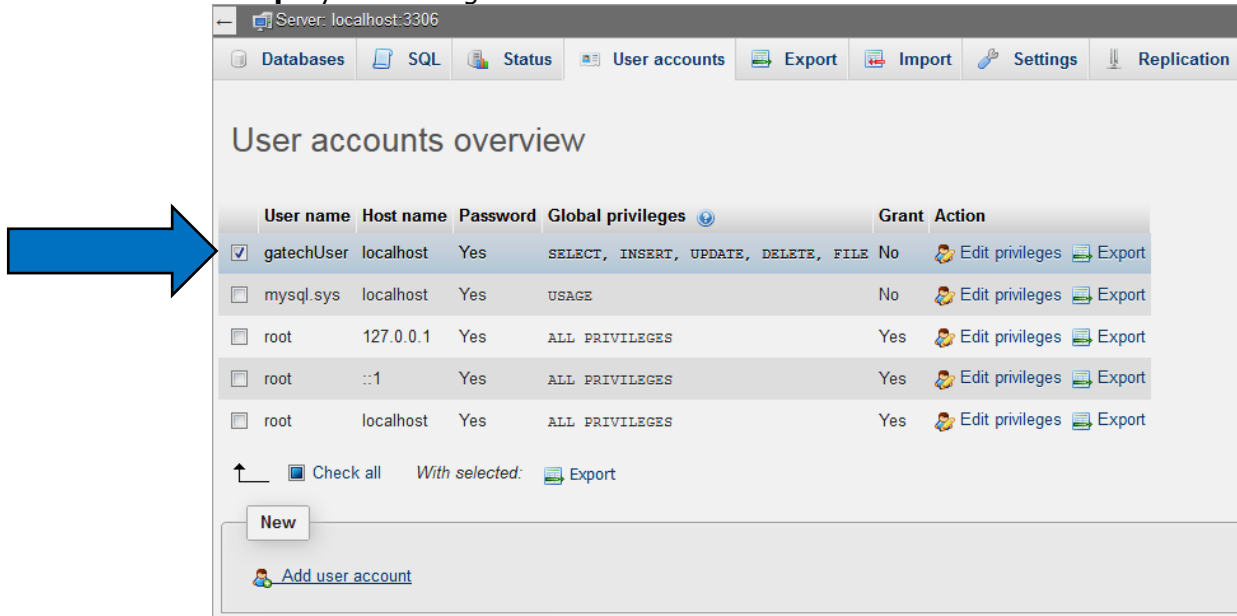 Server: localhost:3306
Databases SQL Status User accounts Export Import Settings Replication
User accounts overview
User name Host name Password Global privileges Grant Action
gatechUser localhost Yes SELECT, INSERT, UPDATE, DELETE, FILE No Edit privileges Export
mysql.sys localhost Yes USAGE No Edit privileges Export
root 127.0.0.1 Yes ALL PRIVILEGES Yes Edit privileges Export
root ::1 Yes ALL PRIVILEGES Yes Edit privileges Export
root localhost Yes ALL PRIVILEGES Yes Edit privileges Export
Check all With selected: Export
New
Add user account